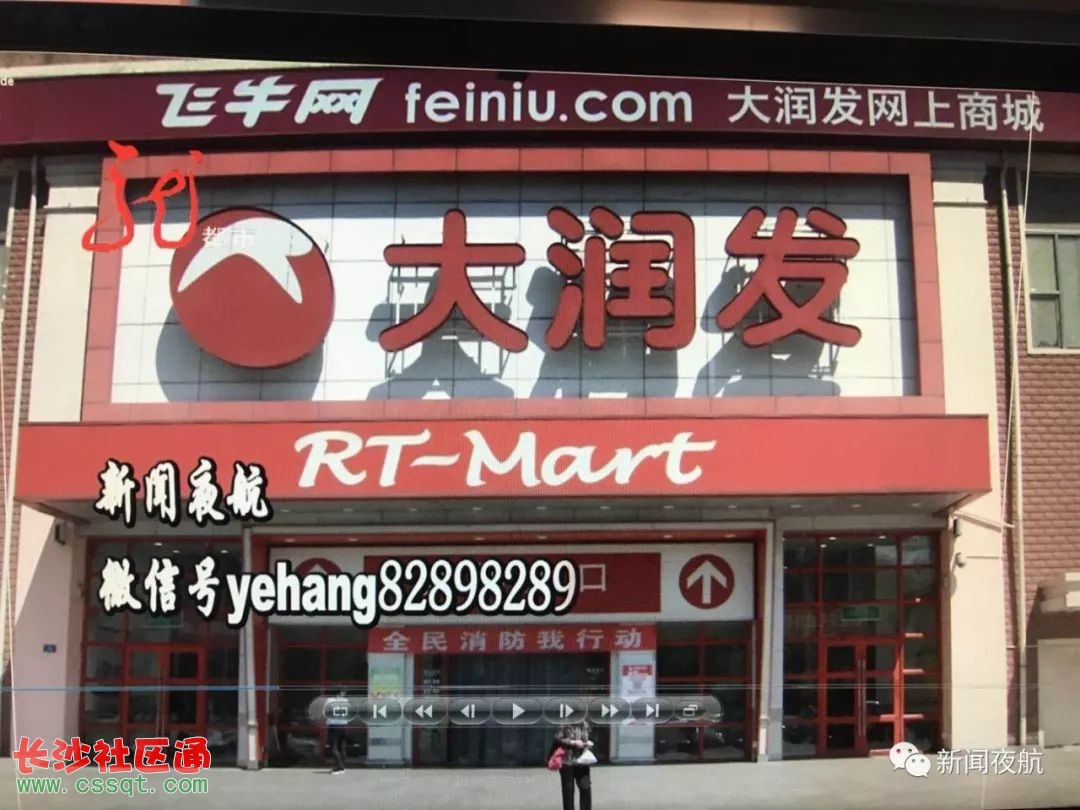 de
飞牛网 feiniu.com 大润发网上商城
都市
大润发
RT-Mart
新闻夜航
微信号yehang82898289
口
全民消防我行动
长沙社区通
www.cssqt.com
新闻夜航